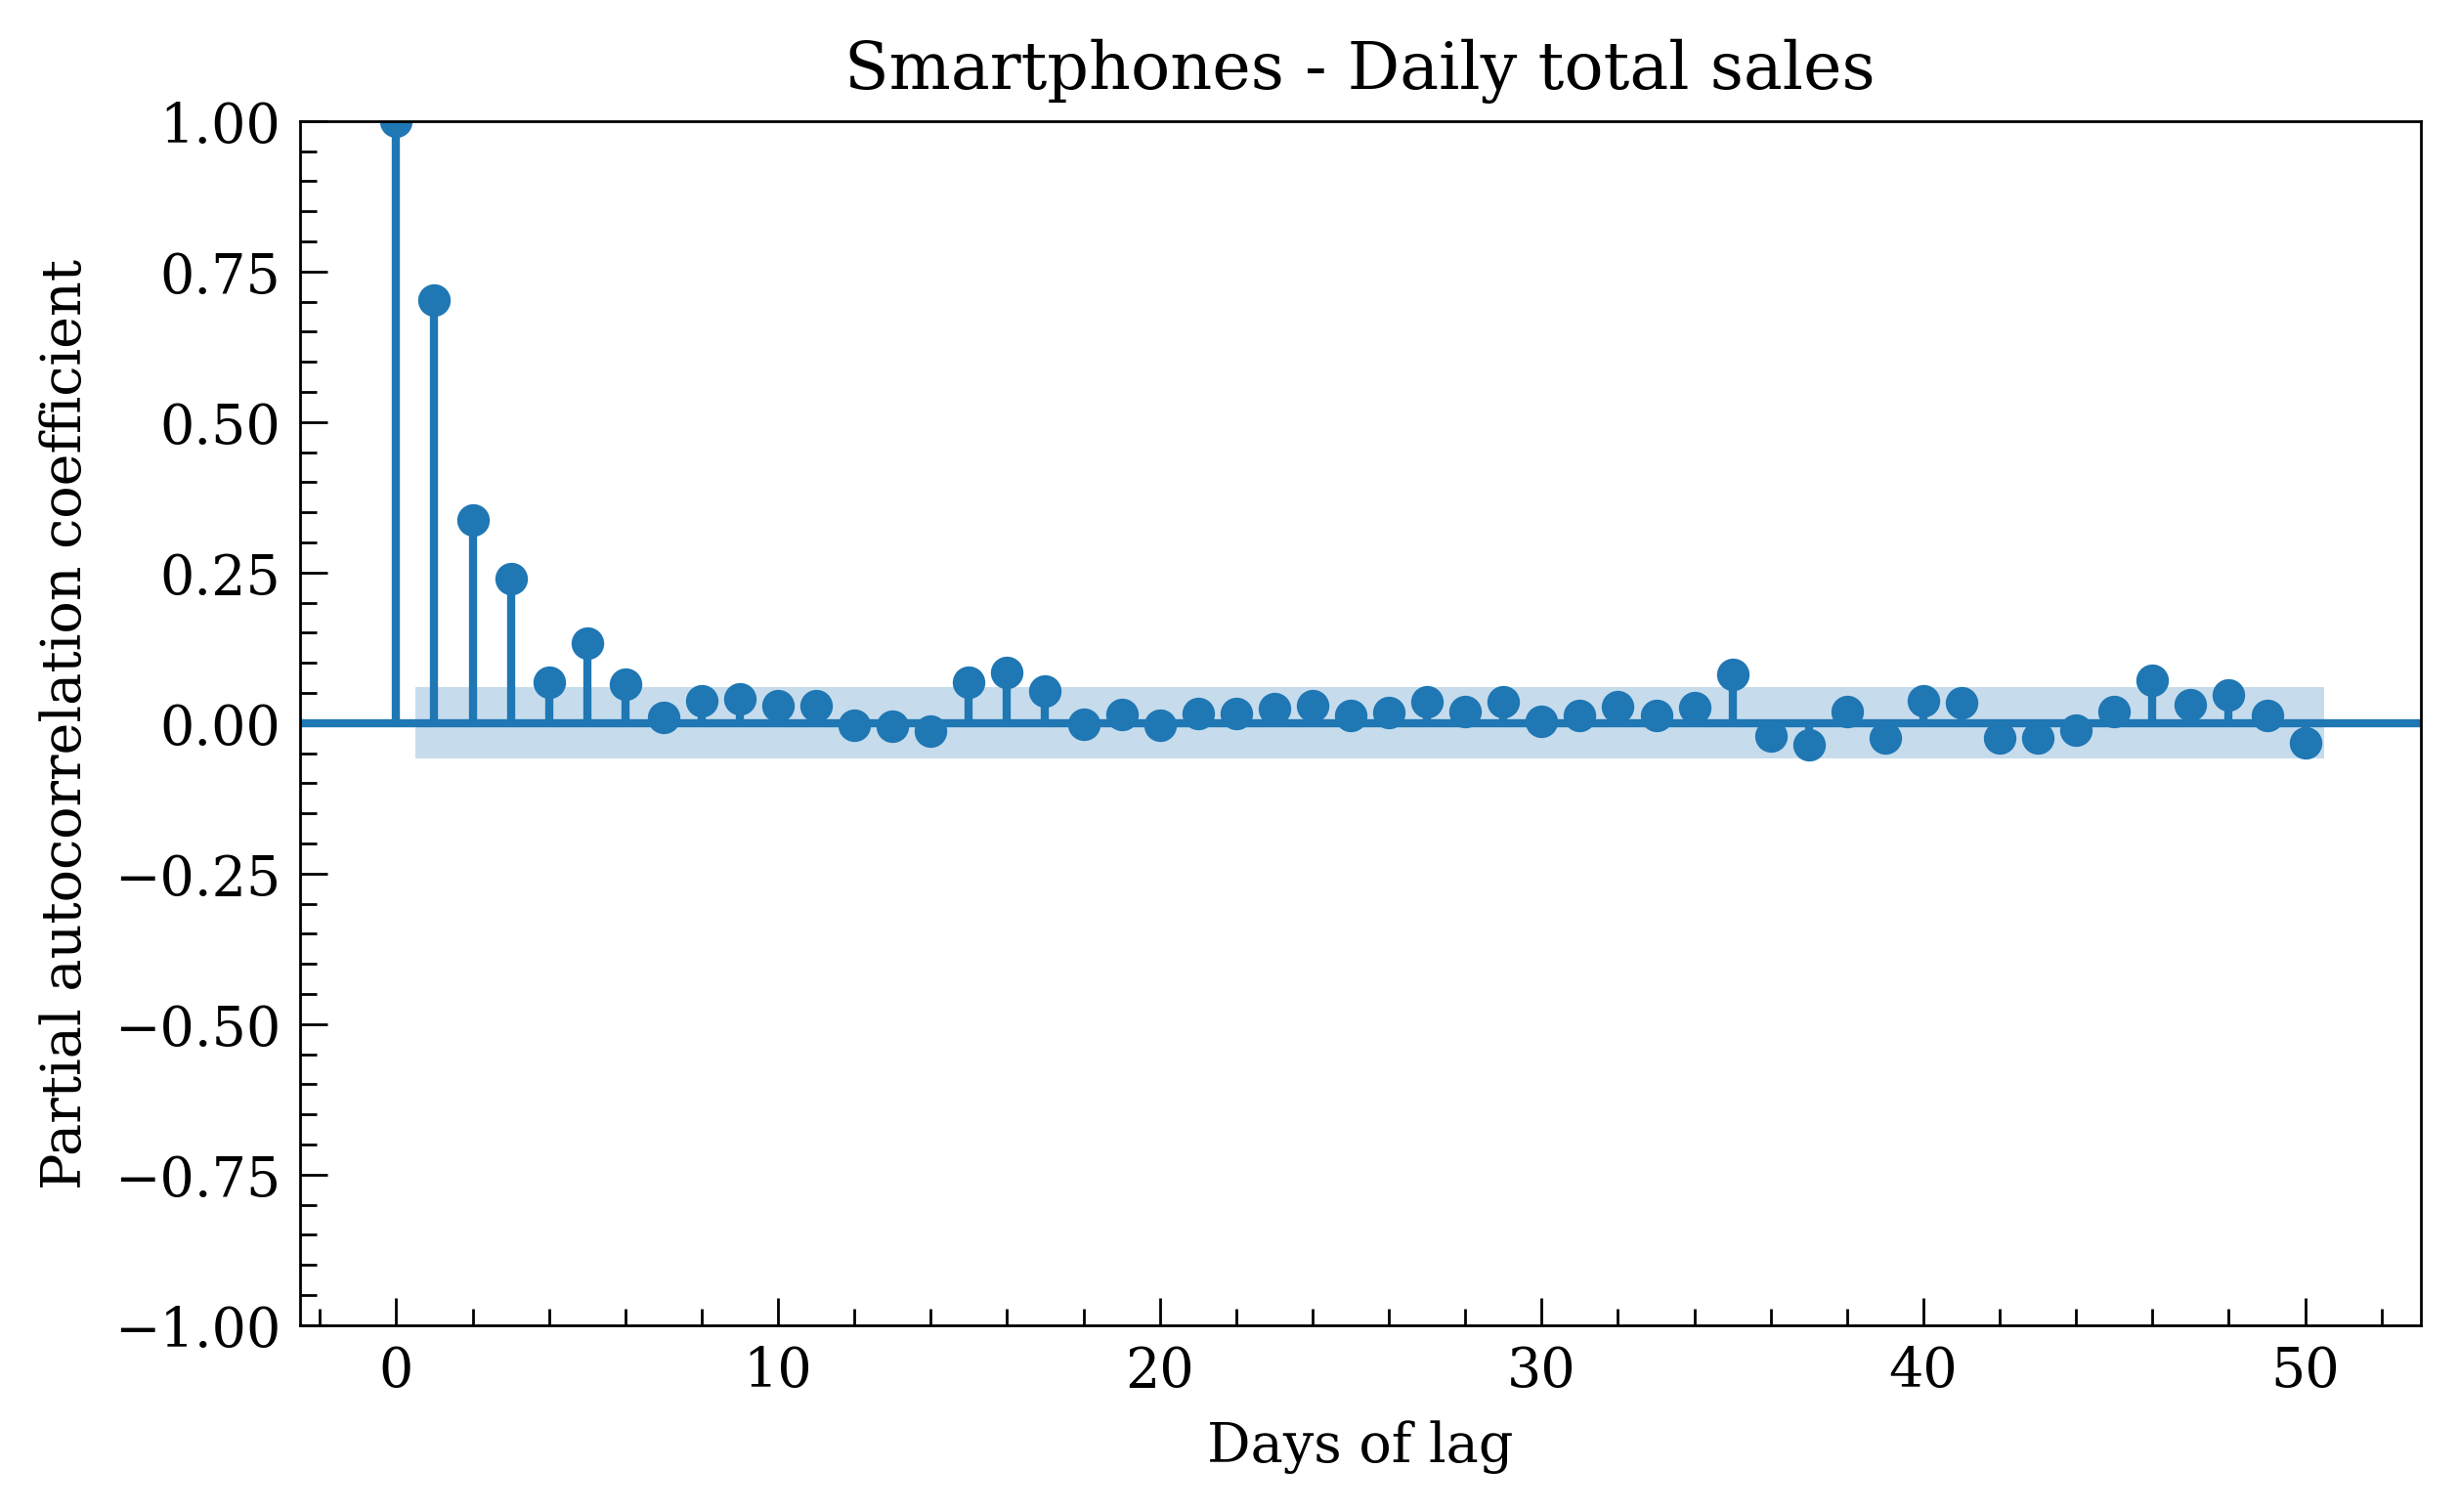 Smartphones - Daily total sales
Partial autocorrelation coefficient
1.00
0.75
0.50
0.25
0.00
−0.25
−0.50
−0.75
−1.00
0 10 20 30 40 50
Days of lag